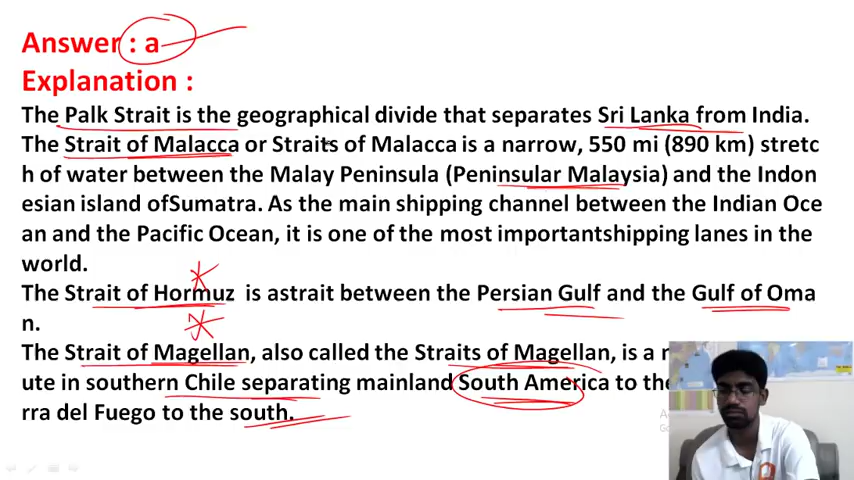 Answer : a
Explanation :
The Palk Strait is the geographical divide that separates Sri Lanka from India.
The Strait of Malacca or Straits of Malacca is a narrow, 550 mi (890 km) stretc
h of water between the Malay Peninsula (Peninsular Malaysia) and the Indon
esian island ofSumatra. As the main shipping channel between the Indian Oce
an and the Pacific Ocean, it is one of the most importantshipping lanes in the
world.
The Strait of Hormuz is astrait between the Persian Gulf and the Gulf of Oma
n.
The Strait of Magellan, also called the Straits of Magellan, is a
ute in southern Chile separating mainland South America to the
rra del Fuego to the south.